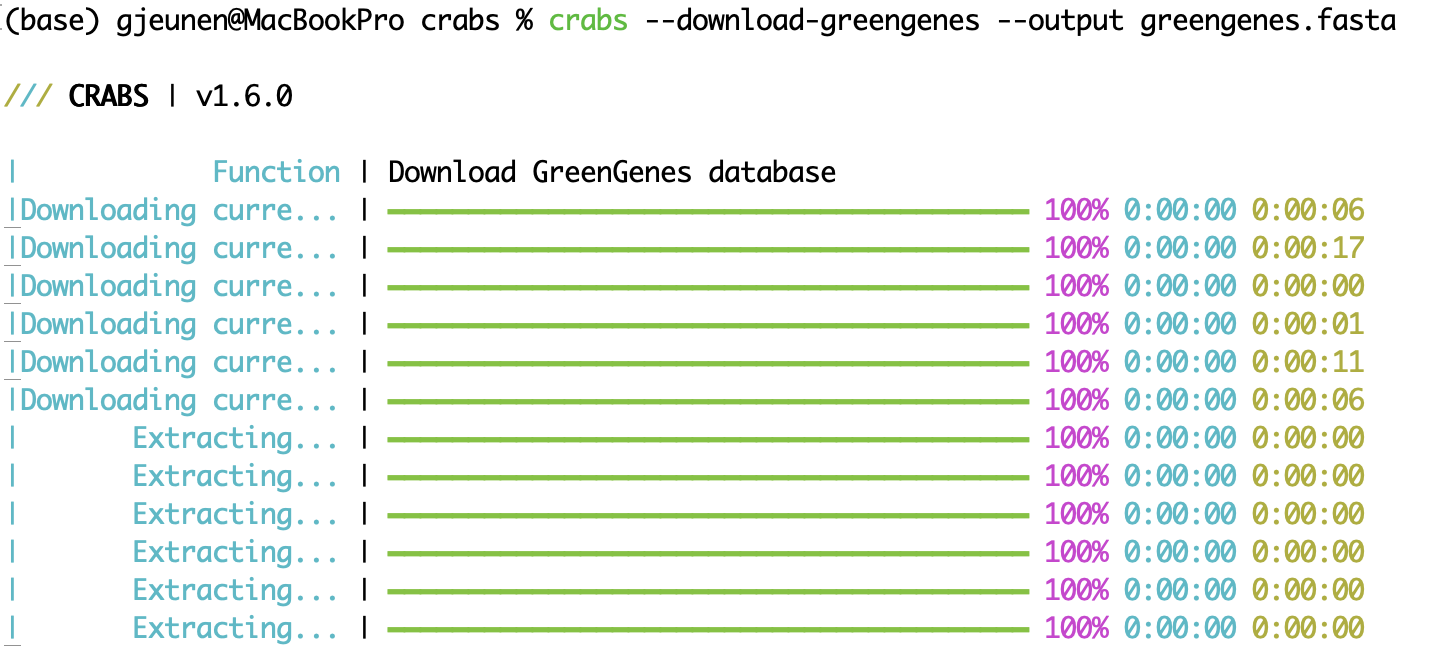 (base) gjeunen@MacBookPro crabs % crabs --download-greengenes --output greengenes.fasta
/// CRABS | v1.6.0
| Function | Download GreenGenes database
|Downloading curre... | 100% 0:00:00 0:00:06
|Downloading curre... | 100% 0:00:00 0:00:17
|Downloading curre... | 100% 0:00:00 0:00:00
|Downloading curre... | 100% 0:00:00 0:00:01
|Downloading curre... | 100% 0:00:00 0:00:11
|Downloading curre... | 100% 0:00:00 0:00:06
| Extracting... | 100% 0:00:00 0:00:00
| Extracting... | 100% 0:00:00 0:00:00
| Extracting... | 100% 0:00:00 0:00:00
| Extracting... | 100% 0:00:00 0:00:00
| Extracting... | 100% 0:00:00 0:00:00
| Extracting... | 100% 0:00:00 0:00:00